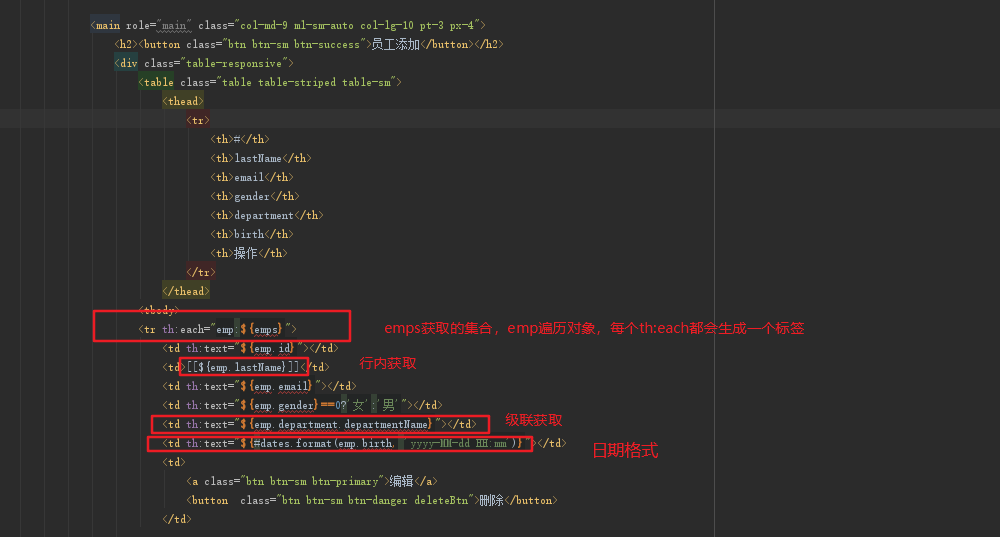 <main role="main" class="col-md-9 ml-sm-auto col-lg-10 pt-3 px-4">
<h2><button class="btn btn-sm btn-success">员工添加</button></h2>
<div class="table-responsive">
<table class="table table-striped table-sm">
<thead>
<tr>
<th>#</th>
<th>lastName</th>
<th>email</th>
<th>gender</th>
<th>department</th>
<th>birth</th>
<th>操作</th>
</tr>
</thead>
<tbody>
<tr th:each="emp:${emps}"> emps获取的集合，emp遍历对象，每个th:each都会生成一个标签
<td th:text="${emp.id}"></td>
<td>[[${emp.lastName}]]</td> 行内获取
<td th:text="${emp.email}"></td>
<td th:text="${emp.gender}==0?'女':'男'"></td>
<td th:text="${emp.department.departmentName}"></td> 级联获取
<td th:text="${#dates.format(emp.birth,'yyyy-MM-dd HH:mm')}"></td> 日期格式
<td>
<a class="btn btn-sm btn-primary">编辑</a>
<button class="btn btn-sm btn-danger deleteBtn">删除</button>
</td>